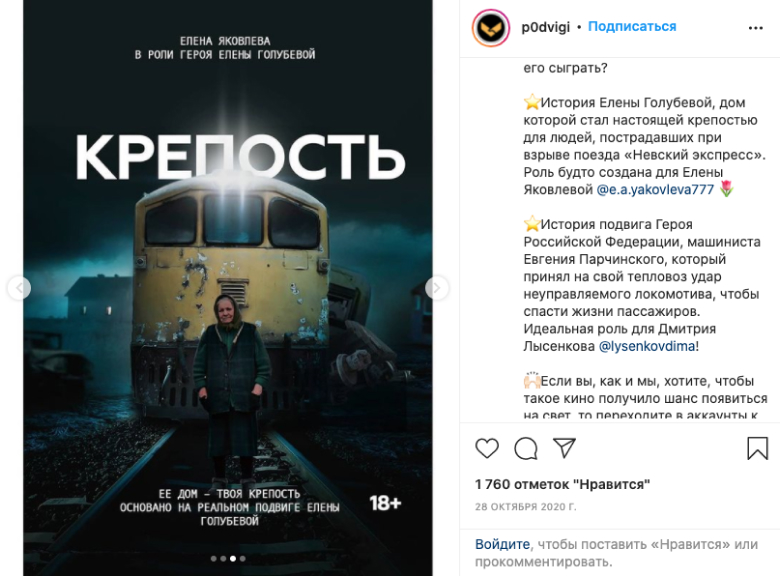 ЕЛЕНА ЯКОВЛЕВА
В РОЛИ ГЕРОЯ ЕЛЕНЫ ГОЛУБЕВОЙ
КРЕПОСТЬ
ЕЕ ДОМ – ТВОЯ КРЕПОСТЬ
ОСНОВАНО НА РЕАЛЬНОМ ПОДВИГЕ ЕЛЕНЫ
ГОЛУБЕВОЙ
18+
p0dvigi • Подписаться
его сыграть?
⭐История Елены Голубевой, дом
которой стал настоящей крепостью
для людей, пострадавших при
взрыве поезда «Невский экспресс».
Роль будто создана для Елены
Яковлевой @e.a.yakovleva777 🌷
⭐История подвига Героя
Российской Федерации, машиниста
Евгения Парчинского, который
принял на свой тепловоз удар
неуправляемого локомотива, чтобы
спасти жизни пассажиров.
Идеальная роль для Дмитрия
Лысенкова @lysenkovdima!
🙌🏻Если вы, как и мы, хотите, чтобы
такое кино получило шанс появиться
на свет, то переходите в аккаунты к
1 760 отметок "Нравится"
28 ОКТЯБРЯ 2020 Г.
Войдите, чтобы поставить «Нравится» или
прокомментировать.